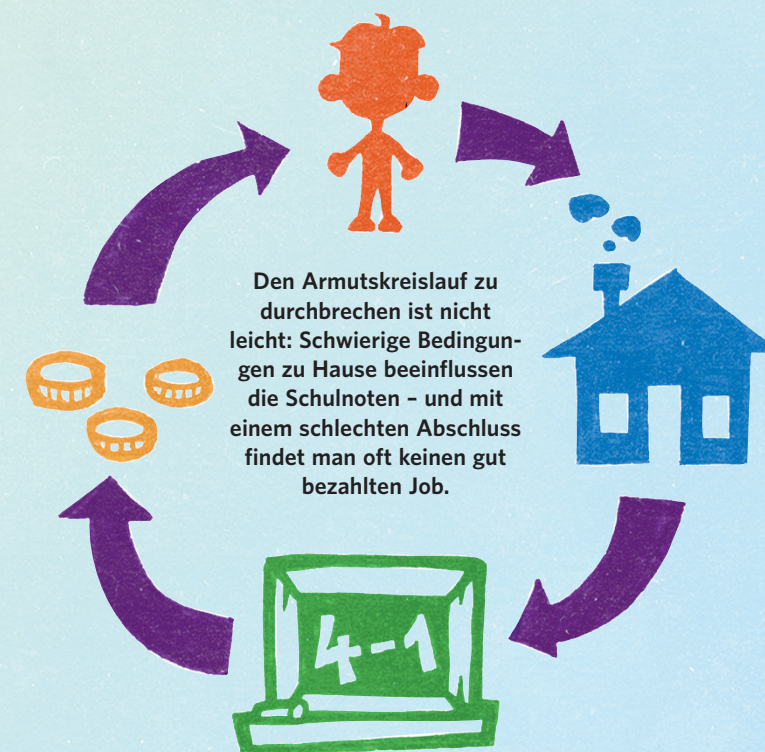 Den Armutskreislauf zu
durchbrechen ist nicht
leicht: Schwierige Bedingun-
gen zu Hause beeinflussen
die Schulnoten – und mit
einem schlechten Abschluss
findet man oft keinen gut
bezahlten Job.
4-1